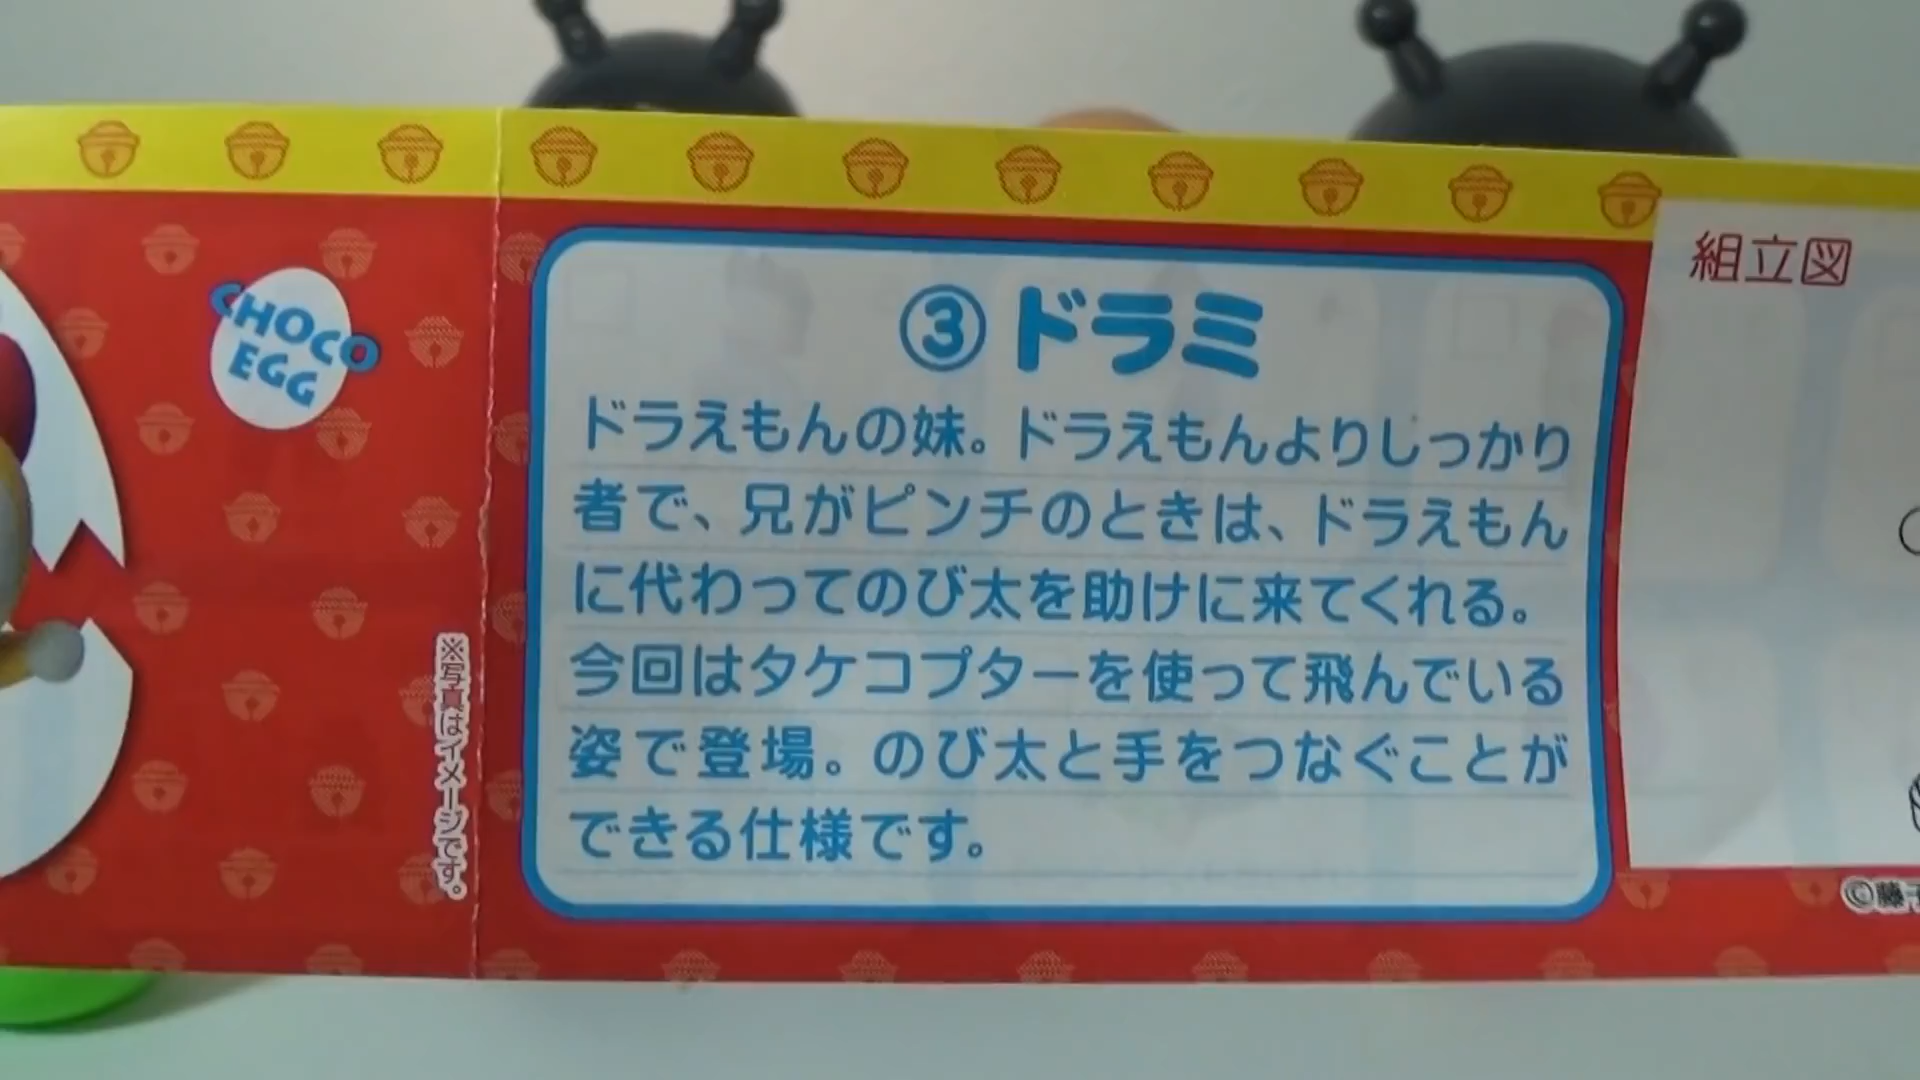 CHOCO
EGG
※写真はイメージです。
③ドラミ
ドラえもんの妹。ドラえもんよりしっかり
者で、兄がピンチのときは、ドラえもん
に代わってのび太を助けに来てくれる。
今回はタケコプターを使って飛んでいる
姿で登場。のび太と手をつなぐことが
できる仕様です。
組立図
©藤子